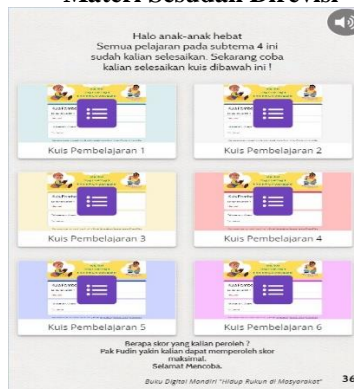 Materi Sesudah Direvisi
Halo anak-anak hebat
Semua pelajaran pada subtema 4 ini
sudah kalian selesaikan. Sekarang coba
kalian selesaikan kuis dibawah ini !
Kuis Pembelajaran 1
Kuis Pembelajaran 2
Kuis Pembelajaran 3
Kuis Pembelajaran 4
Kuis Pembelajaran 5
Kuis Pembelajaran 6
Berapa skor yang kalian peroleh ?
Pak Fudin yakin kalian dapat memperoleh skor
maksimal.
Selamat Mencoba.
Buku Digital Mandiri "Hidup Rukun di Masyarakat"
36